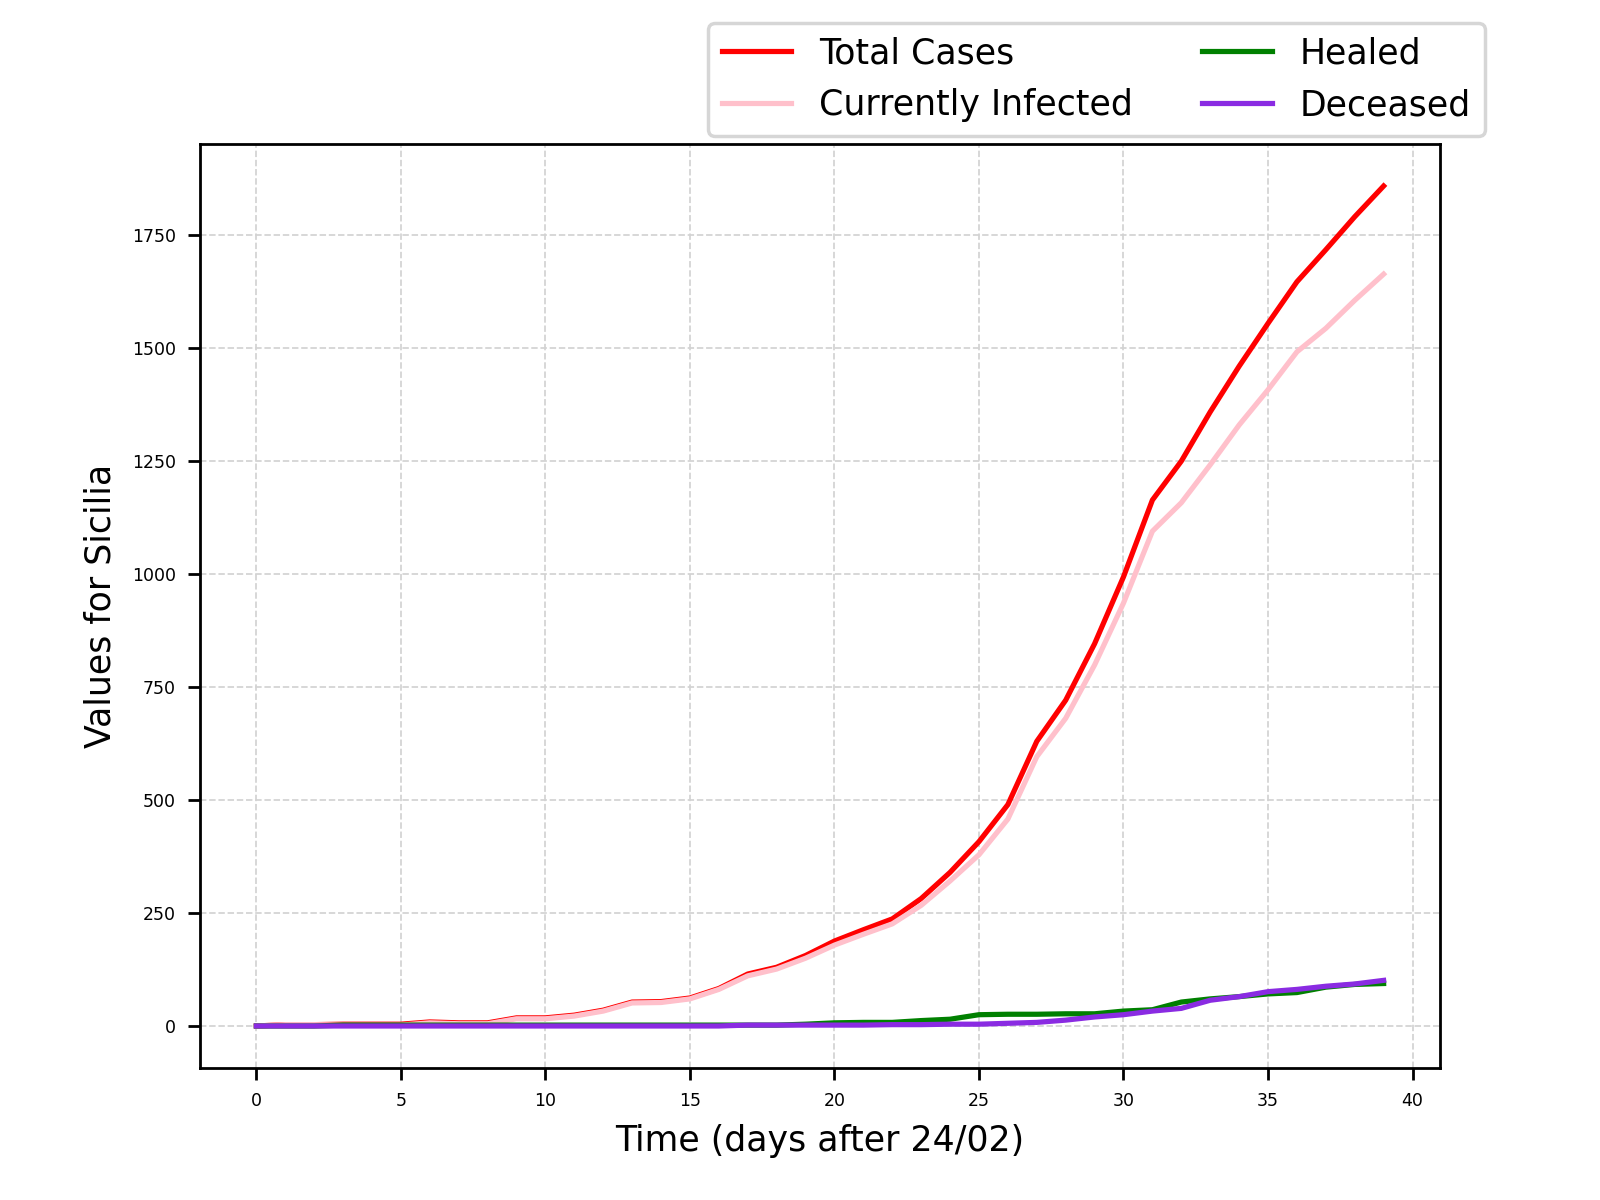 Total Cases
Currently Infected
Healed
Deceased
Values for Sicilia
1750
1500
1250
1000
750
500
250
0
0 5 10 15 20 25 30 35 40
Time (days after 24/02)